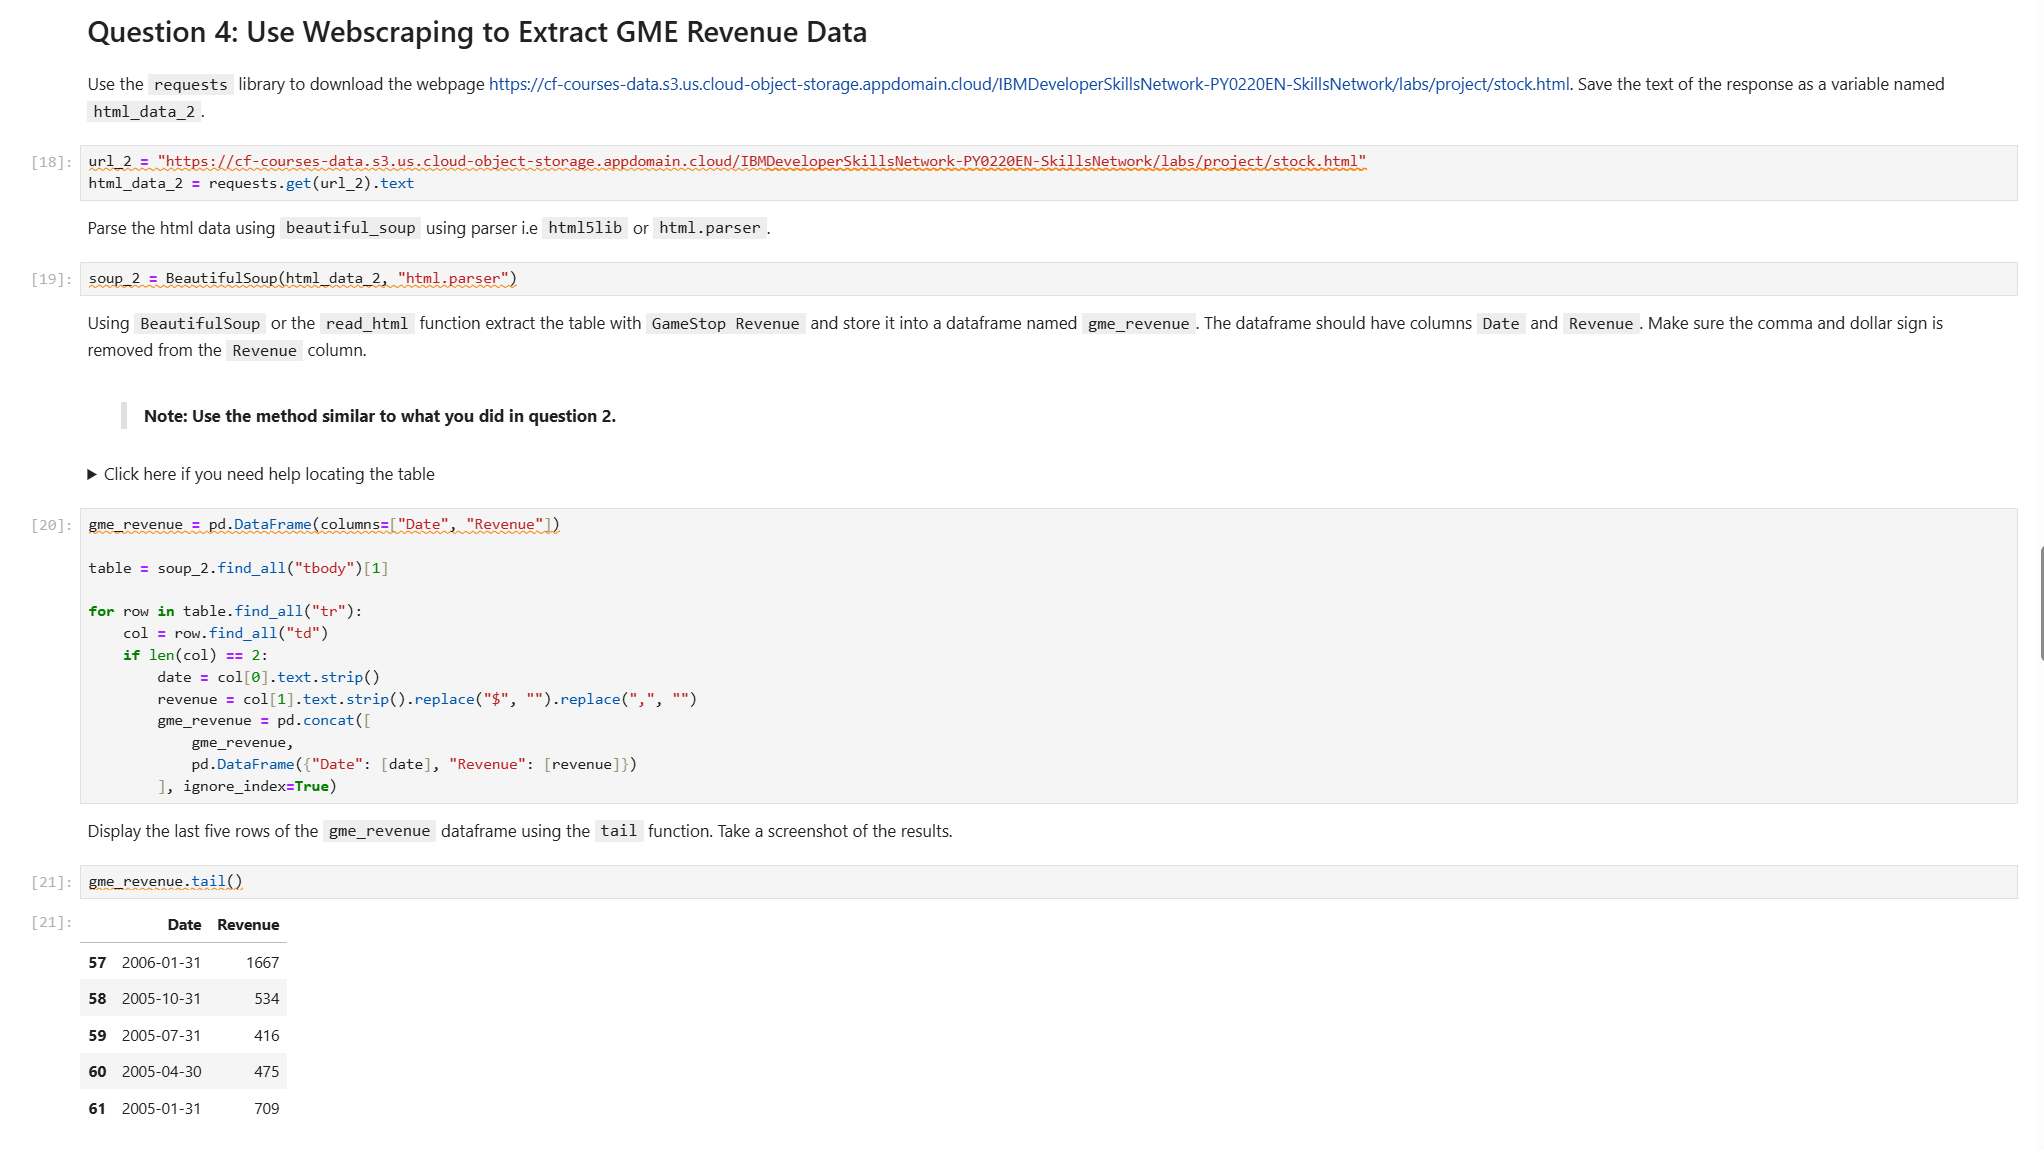 Question 4: Use Webscraping to Extract GME Revenue Data
Use the requests library to download the webpage https://cf-courses-data.s3.us.cloud-object-storage.appdomain.cloud/IBMDeveloperSkillsNetwork-PY0220EN-SkillsNetwork/labs/project/stock.html. Save the text of the response as a variable named
html_data_2.
[18]: url_2 = "https://cf-courses-data.s3.us.cloud-object-storage.appdomain.cloud/IBMDeveloperSkillsNetwork-PY0220EN-SkillsNetwork/labs/project/stock.html"
html_data_2 = requests.get(url_2).text
Parse the html data using beautiful_soup using parser i.e html5lib or html.parser.
[19]: soup_2 = BeautifulSoup(html_data_2, "html.parser")
Using BeautifulSoup or the read_html function extract the table with GameStop Revenue and store it into a dataframe named gme_revenue. The dataframe should have columns Date and Revenue. Make sure the comma and dollar sign is
removed from the Revenue column.
Note: Use the method similar to what you did in question 2.
▶ Click here if you need help locating the table
[20]: gme_revenue = pd.DataFrame(columns=["Date", "Revenue"])
table = soup_2.find_all("tbody")[1]
for row in table.find_all("tr"):
    col = row.find_all("td")
    if len(col) == 2:
        date = col[0].text.strip()
        revenue = col[1].text.strip().replace("$", "").replace(",", "")
        gme_revenue = pd.concat([
            gme_revenue,
            pd.DataFrame({"Date": [date], "Revenue": [revenue]})
        ], ignore_index=True)
Display the last five rows of the gme_revenue dataframe using the tail function. Take a screenshot of the results.
[21]: gme_revenue.tail()
[21]: Date Revenue
57 2006-01-31 1667
58 2005-10-31 534
59 2005-07-31 416
60 2005-04-30 475
61 2005-01-31 709